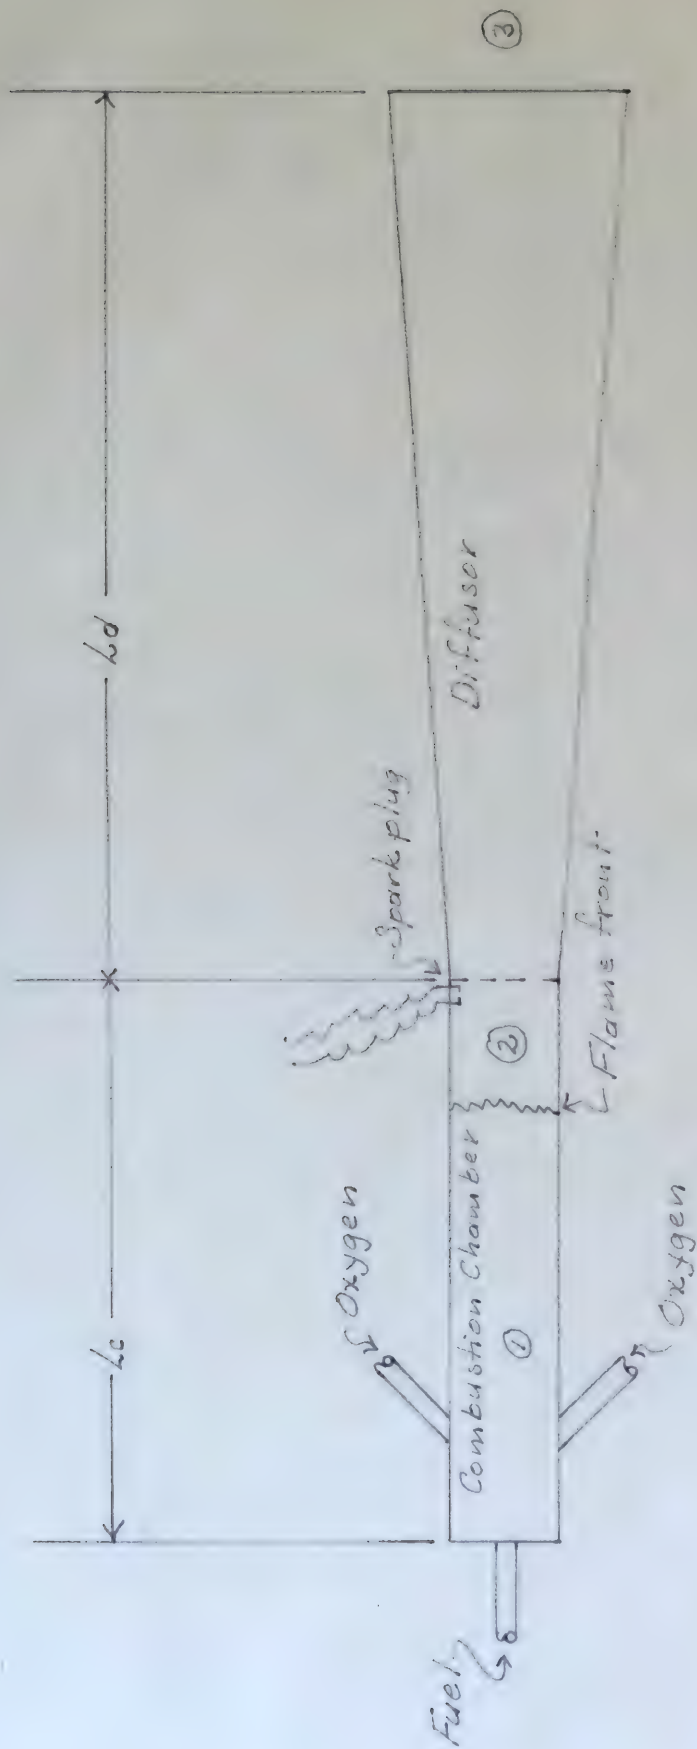 Lc
Ld
Oxygen
Spark plug
Fuel
Combustion Chamber
①
②
③
Diffusor
Flame front
Oxygen